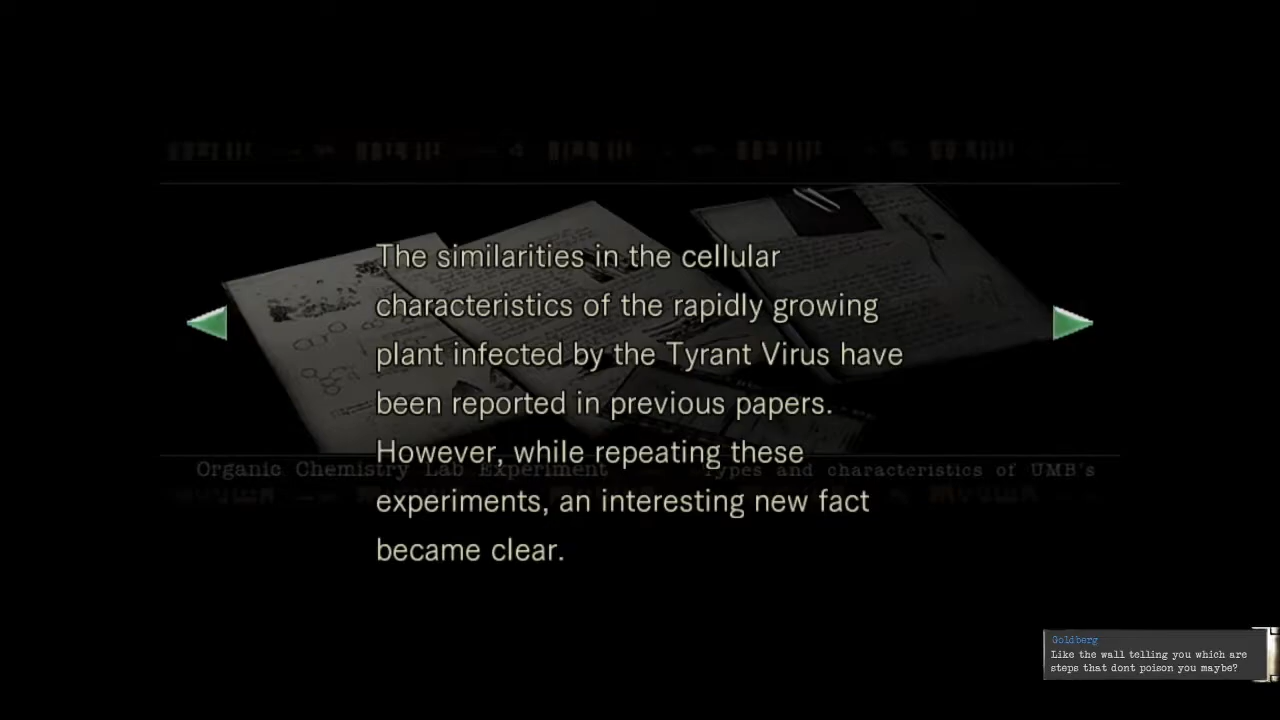 The similarities in the cellular
characteristics of the rapidly growing
plant infected by the Tyrant Virus have
been reported in previous papers.
However, while repeating these
experiments, an interesting new fact
became clear.
Organic Chemistry Lab Experiment
Types and characteristics of UMB's
Goldberg
Like the wall telling you which are
steps that dont poison you maybe?